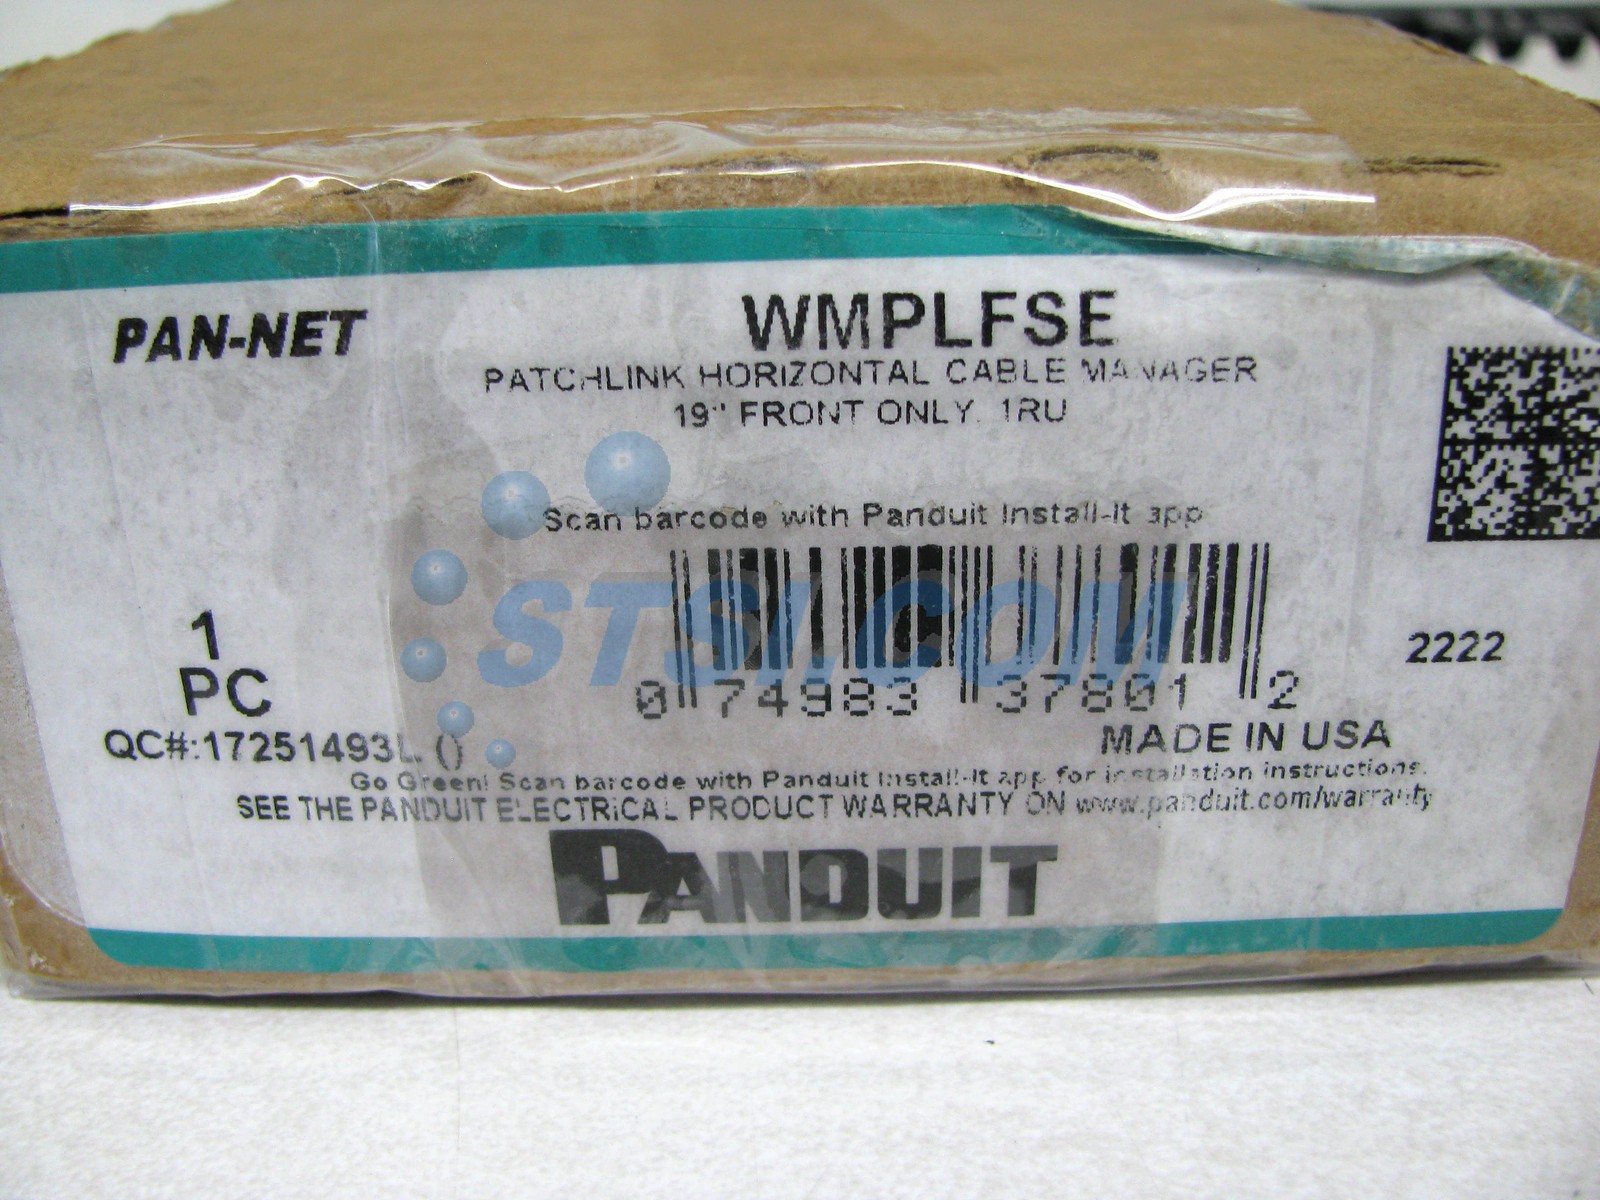 PAN-NET
WMPLFSE
PATCHLINK HORIZONTAL CABLE MANAGER
19" FRONT ONLY, 1RU
Scan barcode with Panduit Install-It app
STSI.COM
1
PC
0 74983 37801 2
2222
QC#:17251493L ()
MADE IN USA
Go Green! Scan barcode with Panduit Install-It app for installation instructions.
SEE THE PANDUIT ELECTRICAL PRODUCT WARRANTY ON www.panduit.com/warranty
PANDUIT